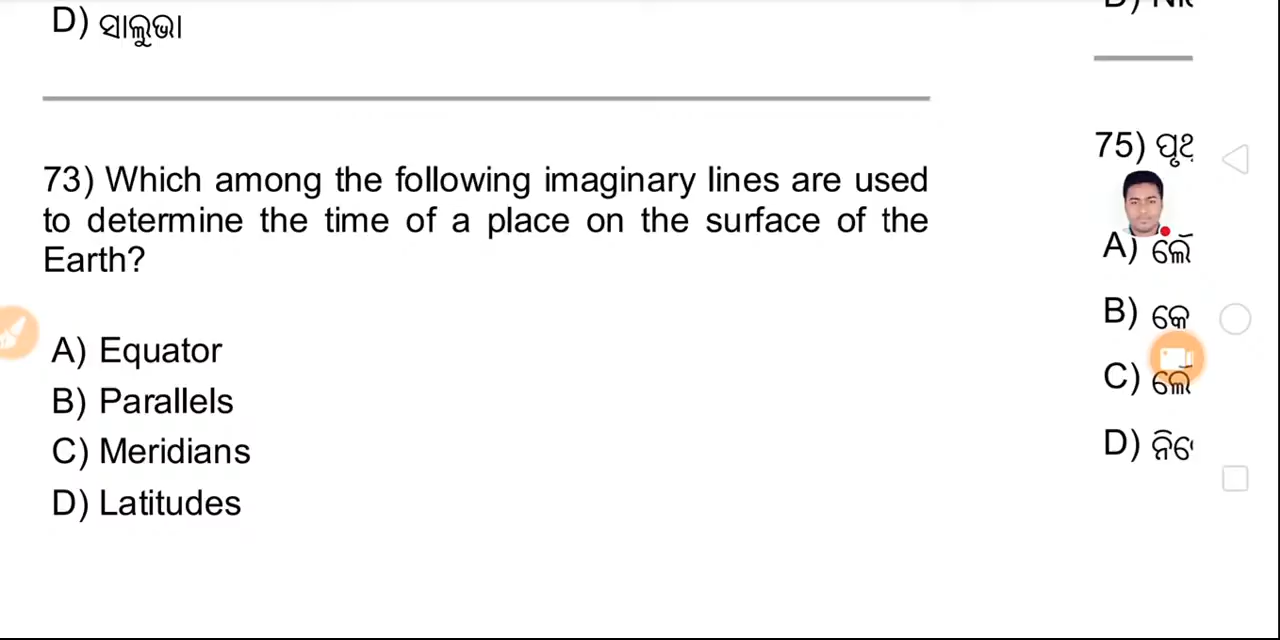 D) ସାଲୁଭା
73) Which among the following imaginary lines are used
to determine the time of a place on the surface of the
Earth?
A) Equator
B) Parallels
C) Meridians
D) Latitudes
75)
A)
B)
C)
D)